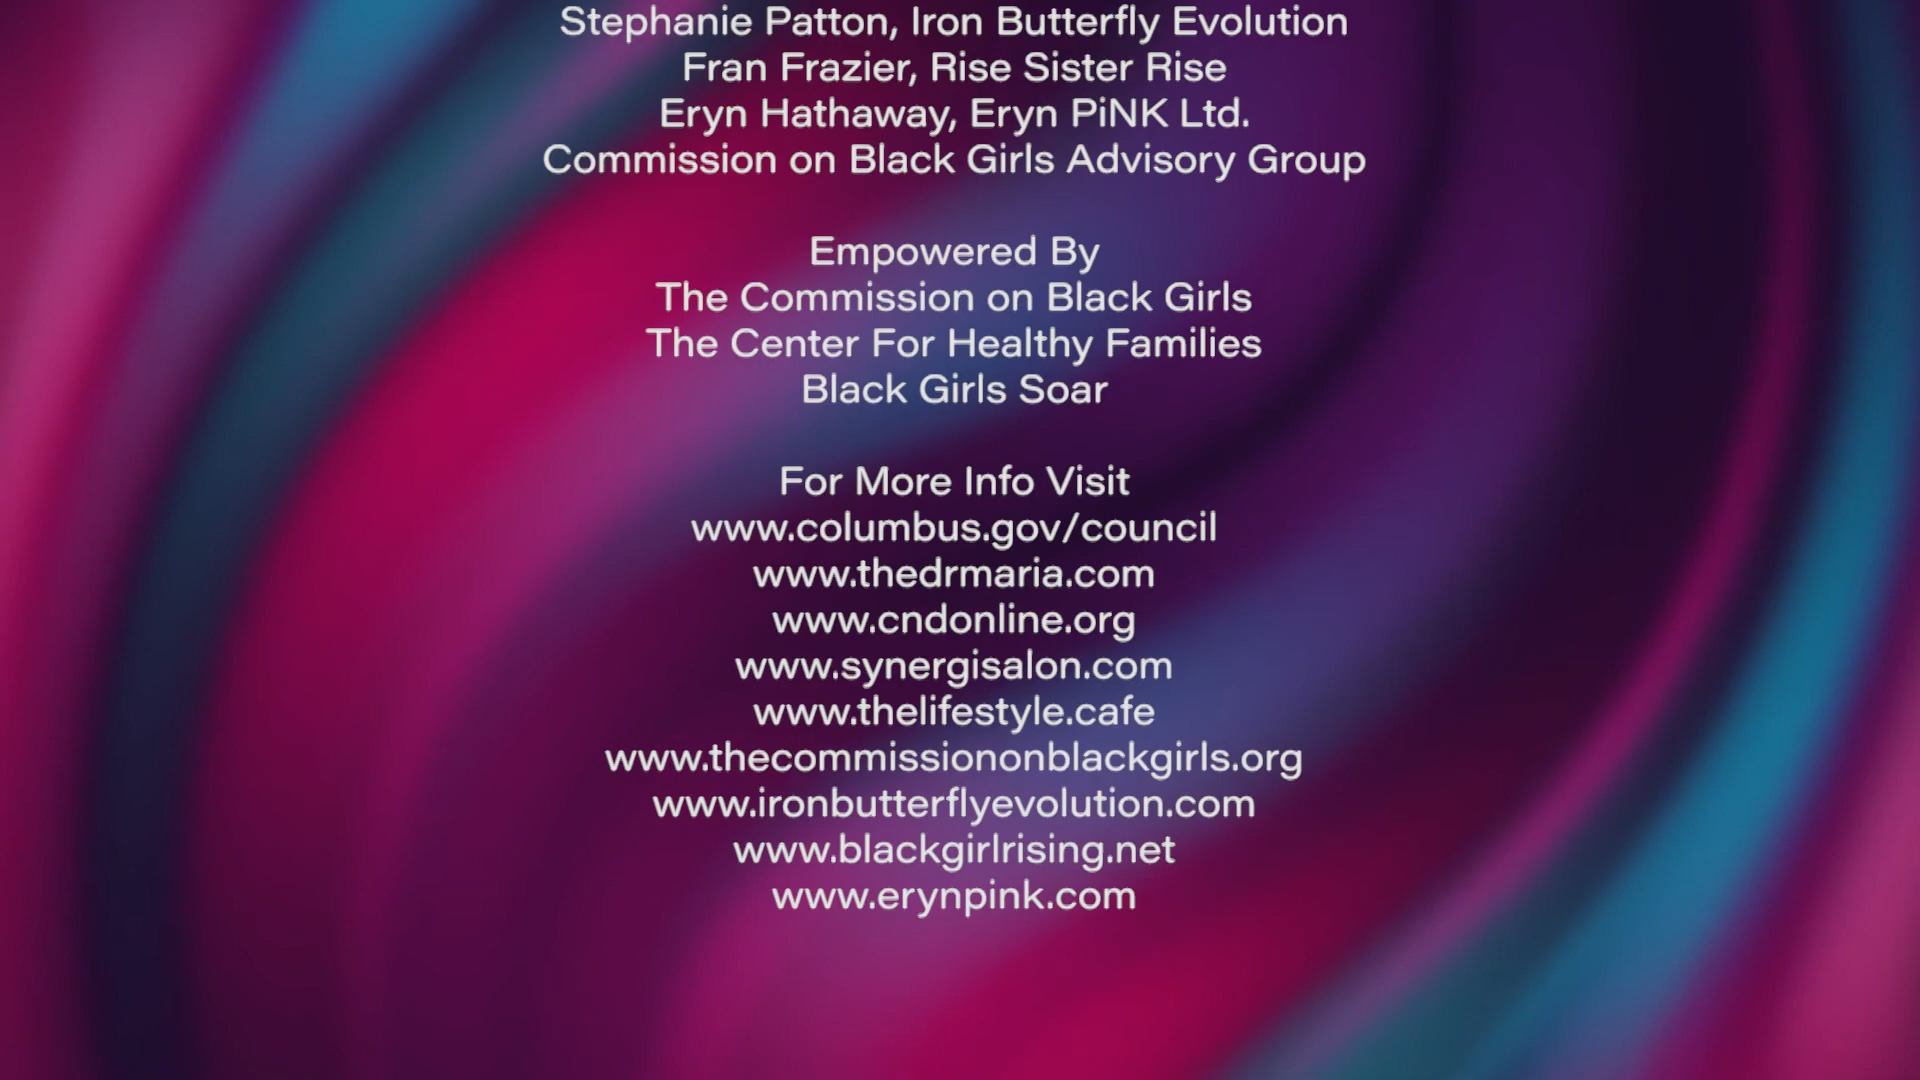 Stephanie Patton, Iron Butterfly Evolution
Fran Frazier, Rise Sister Rise
Eryn Hathaway, Eryn PiNK Ltd.
Commission on Black Girls Advisory Group
Empowered By
The Commission on Black Girls
The Center For Healthy Families
Black Girls Soar
For More Info Visit
www.columbus.gov/council
www.thedrmaria.com
www.cndonline.org
www.synergisalon.com
www.thelifestyle.cafe
www.thecommissiononblackgirls.org
www.ironbutterflyevolution.com
www.blackgirlrising.net
www.erynpink.com